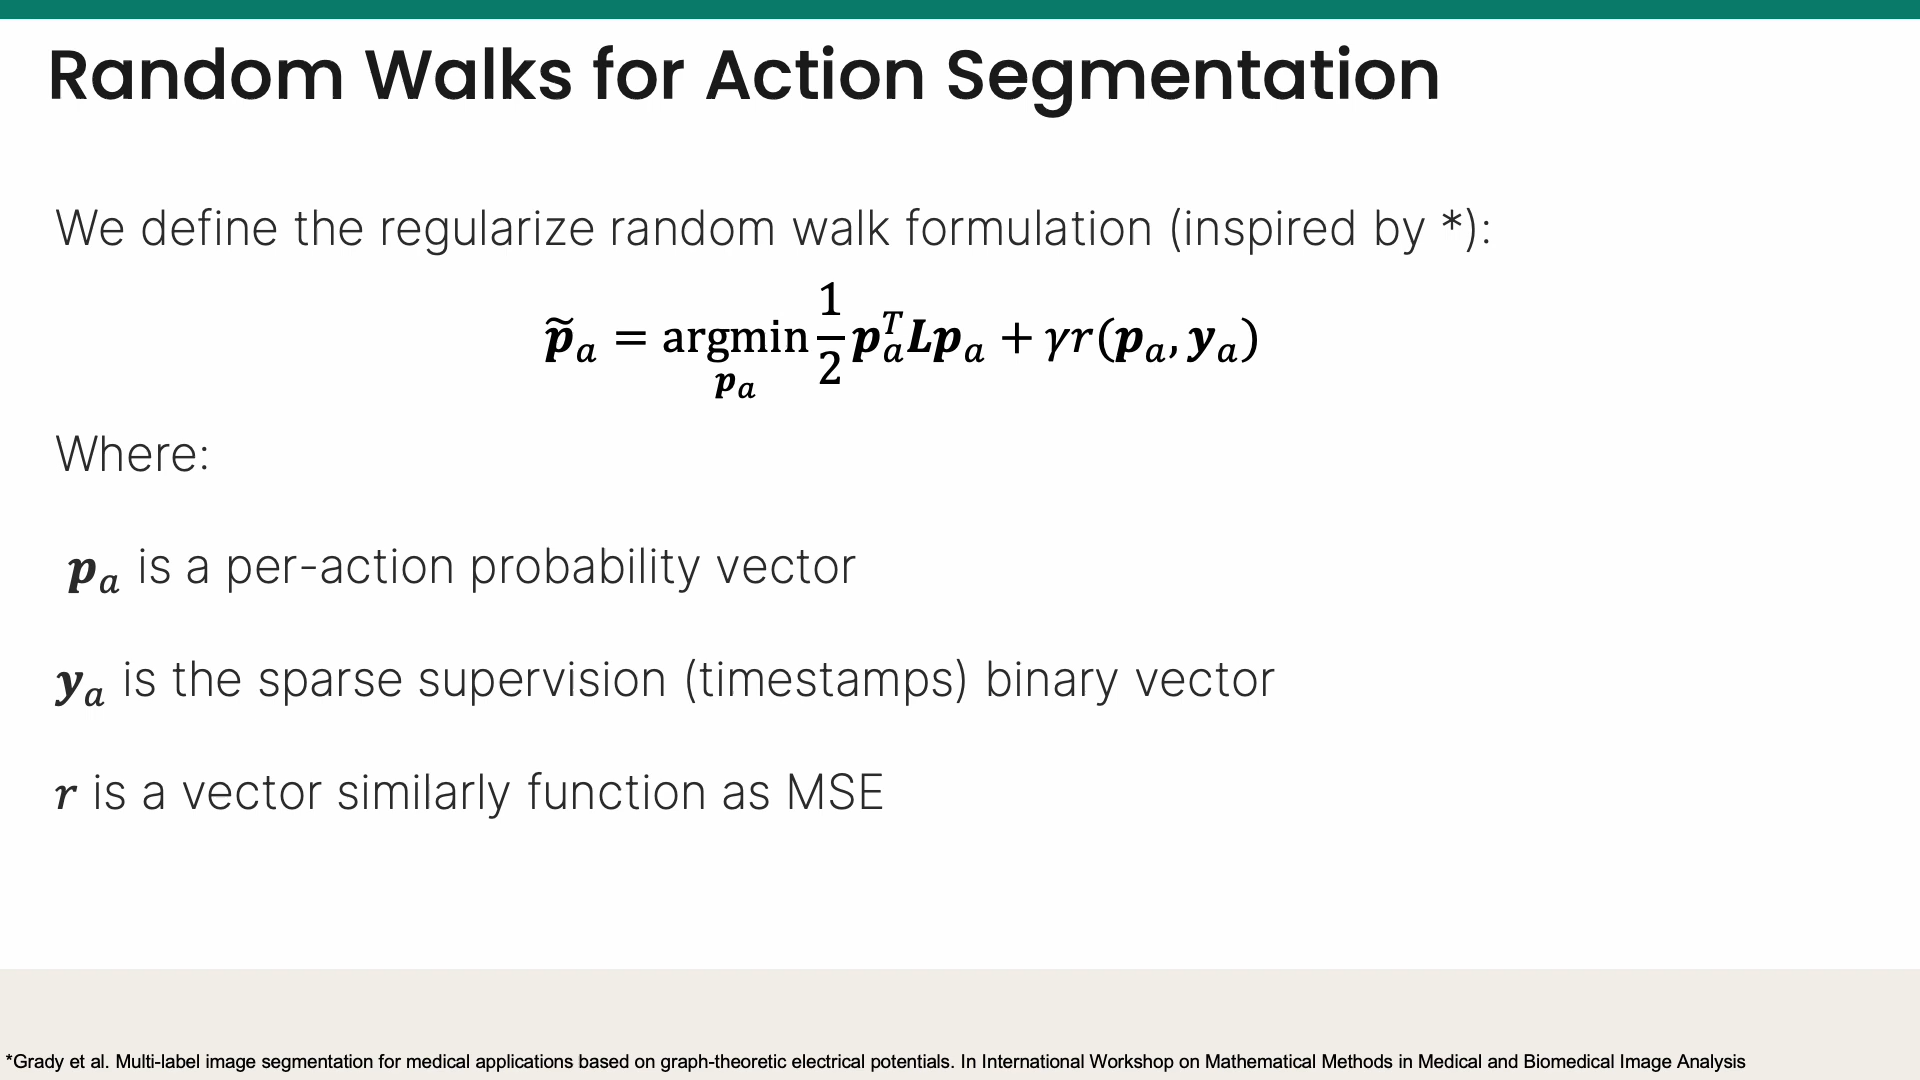 Random Walks for Action Segmentation
We define the regularize random walk formulation (inspired by *):
p̃ₐ = argmin_{pₐ} 1/2 pₐᵀLpₐ + γr(pₐ, yₐ)
Where:
pₐ is a per-action probability vector
yₐ is the sparse supervision (timestamps) binary vector
r is a vector similarly function as MSE
*Grady et al. Multi-label image segmentation for medical applications based on graph-theoretic electrical potentials. In International Workshop on Mathematical Methods in Medical and Biomedical Image Analysis